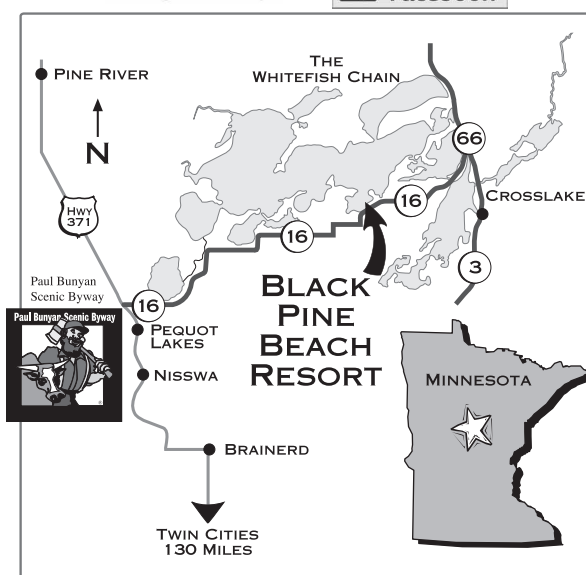 PINE RIVER
THE
WHITEFISH CHAIN
N
66
HWY
371
16
CROSSLAKE
16
3
Paul Bunyan
Scenic Byway
16
Paul Bunyan Scenic Byway
PEQUOT
LAKES
BLACK
PINE
BEACH
RESORT
NISSWA
MINNESOTA
BRAINERD
TWIN CITIES
130 MILES